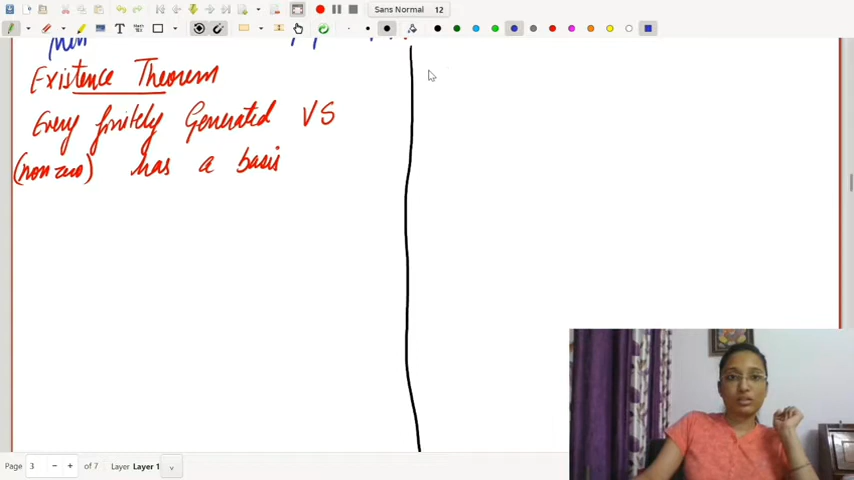 Sans Normal 12
Existence Theorem
Every finitely Generated VS
(non zero) has a basis
Page 3 of 7 Layer Layer 1